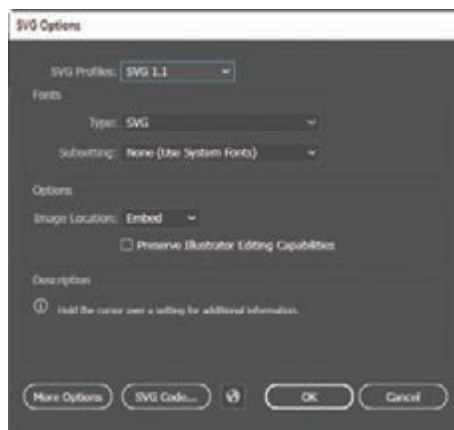 SVG Options
SVG Profiles: SVG 1.1
Fonts
Type: SVG
Subsetting: None (Use System Fonts)
Options
Image Location: Embed
Preserve Illustrator Editing Capabilities
Description
Hold the cursor over a setting for additional information.
More Options SVG Code... OK Cancel